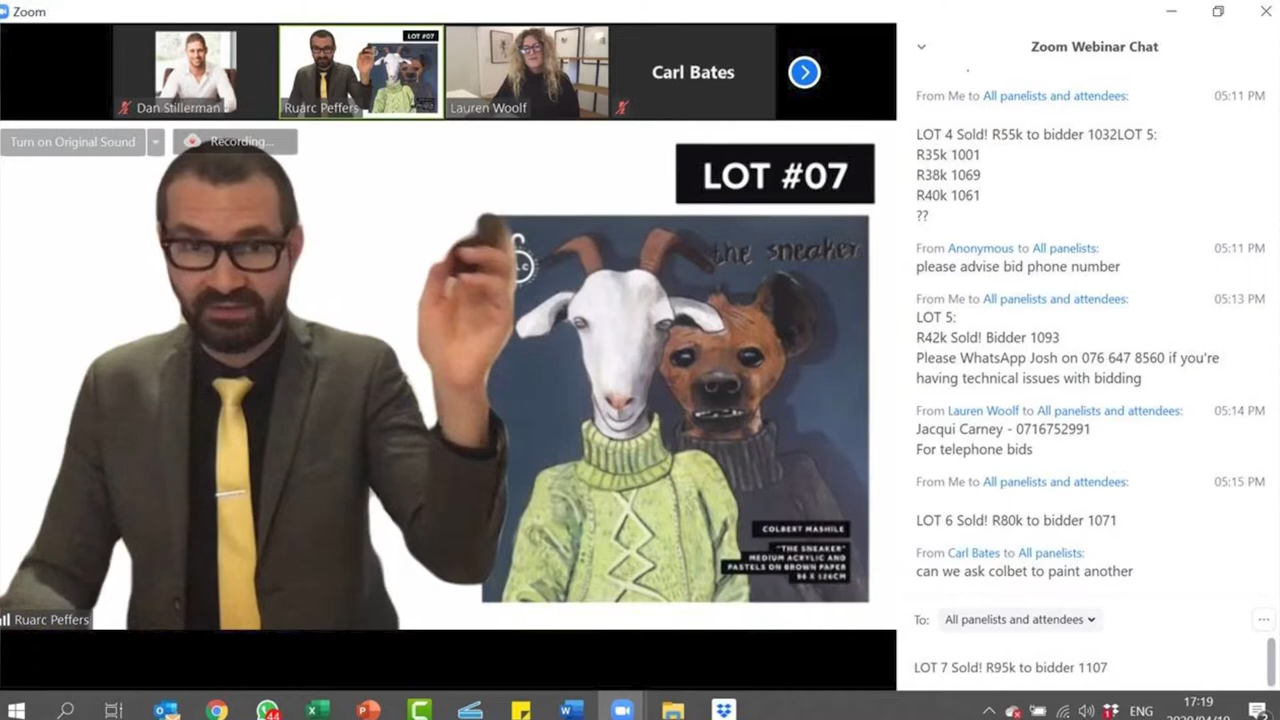 Zoom
LOT #07
Carl Bates
Dan Stillerman
Ruarc Peffers
Lauren Woolf
Turn on Original Sound
Recording...
LOT #07
the sneaker
COLBERT MASHILE
"THE SNEAKER"
MEDIUM ACRYLIC AND
PASTELS ON BROWN PAPER
Ruarc Peffers
Zoom Webinar Chat
From Me to All panelists and attendees: 05:11 PM
LOT 4 Sold! R55k to bidder 1032LOT 5:
R35k 1001
R38k 1069
R40k 1061
??
From Anonymous to All panelists: 05:11 PM
please advise bid phone number
From Me to All panelists and attendees: 05:13 PM
LOT 5:
R42k Sold! Bidder 1093
Please WhatsApp Josh on 076 647 8560 if you're
having technical issues with bidding
From Lauren Woolf to All panelists and attendees: 05:14 PM
Jacqui Carney - 0716752991
For telephone bids
From Me to All panelists and attendees: 05:15 PM
LOT 6 Sold! R80k to bidder 1071
From Carl Bates to All panelists:
can we ask colbet to paint another
To: All panelists and attendees
LOT 7 Sold! R95k to bidder 1107
44
ENG
17:19